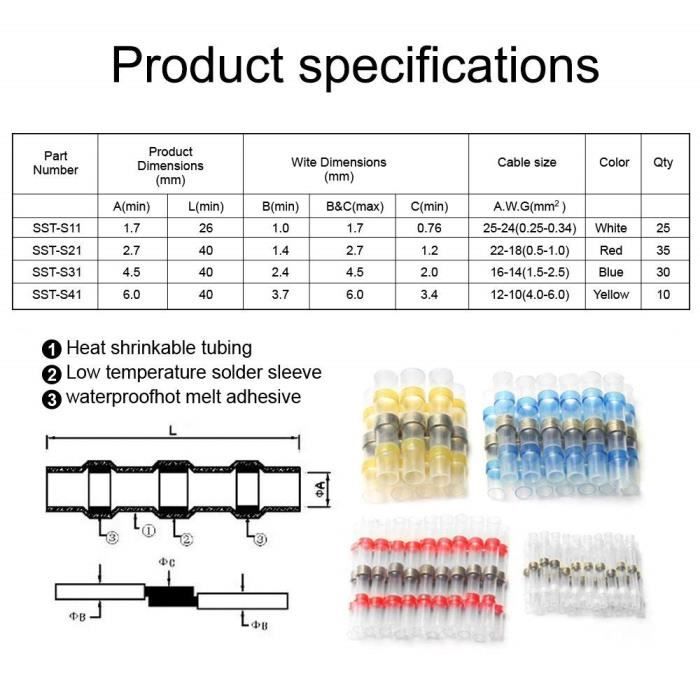 Product specifications
Part Number Product Dimensions (mm) Wite Dimensions (mm) Cable size Color Qty
A(min) L(min) B(min) B&C(max) C(min) A.W.G(mm²)
SST-S11 1.7 26 1.0 1.7 0.76 25-24(0.25-0.34) White 25
SST-S21 2.7 40 1.4 2.7 1.2 22-18(0.5-1.0) Red 35
SST-S31 4.5 40 2.4 4.5 2.0 16-14(1.5-2.5) Blue 30
SST-S41 6.0 40 3.7 6.0 3.4 12-10(4.0-6.0) Yellow 10
1 Heat shrinkable tubing
2 Low temperature solder sleeve
3 waterproofhot melt adhesive
L
ΦA
③ ① ② ③
ΦC
ΦB ΦB